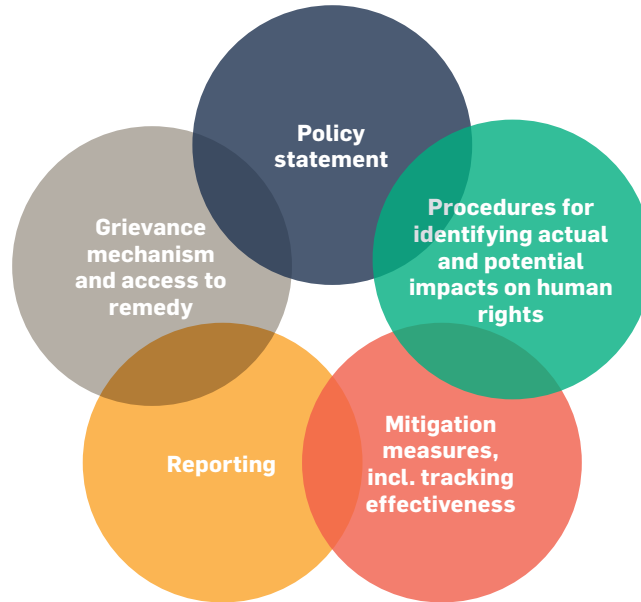 Policy
statement
Procedures for
identifying actual
and potential
impacts on human
rights
Mitigation
measures,
incl. tracking
effectiveness
Reporting
Grievance
mechanism
and access to
remedy